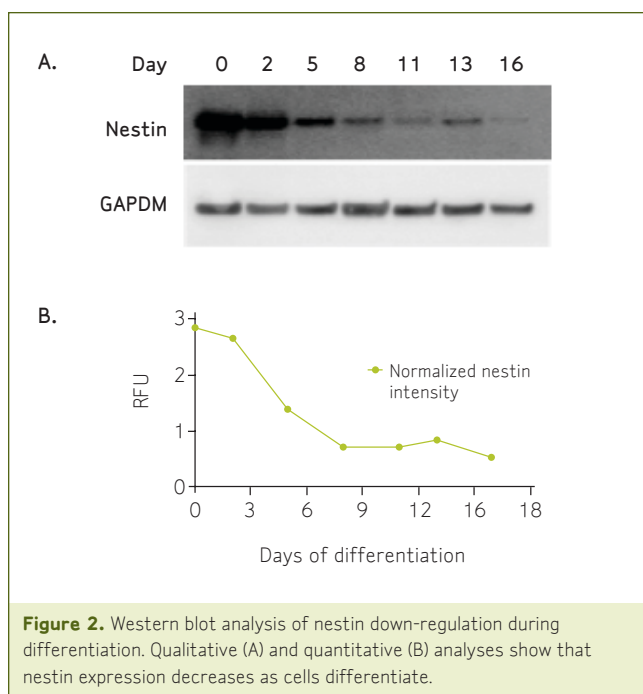 A. Day 0 2 5 8 11 13 16
Nestin
GAPDM
B.
3
2
1
0
RFU
Normalized nestin
intensity
0 3 6 9 12 16 18
Days of differentiation
Figure 2. Western blot analysis of nestin down-regulation during
differentiation. Qualitative (A) and quantitative (B) analyses show that
nestin expression decreases as cells differentiate.